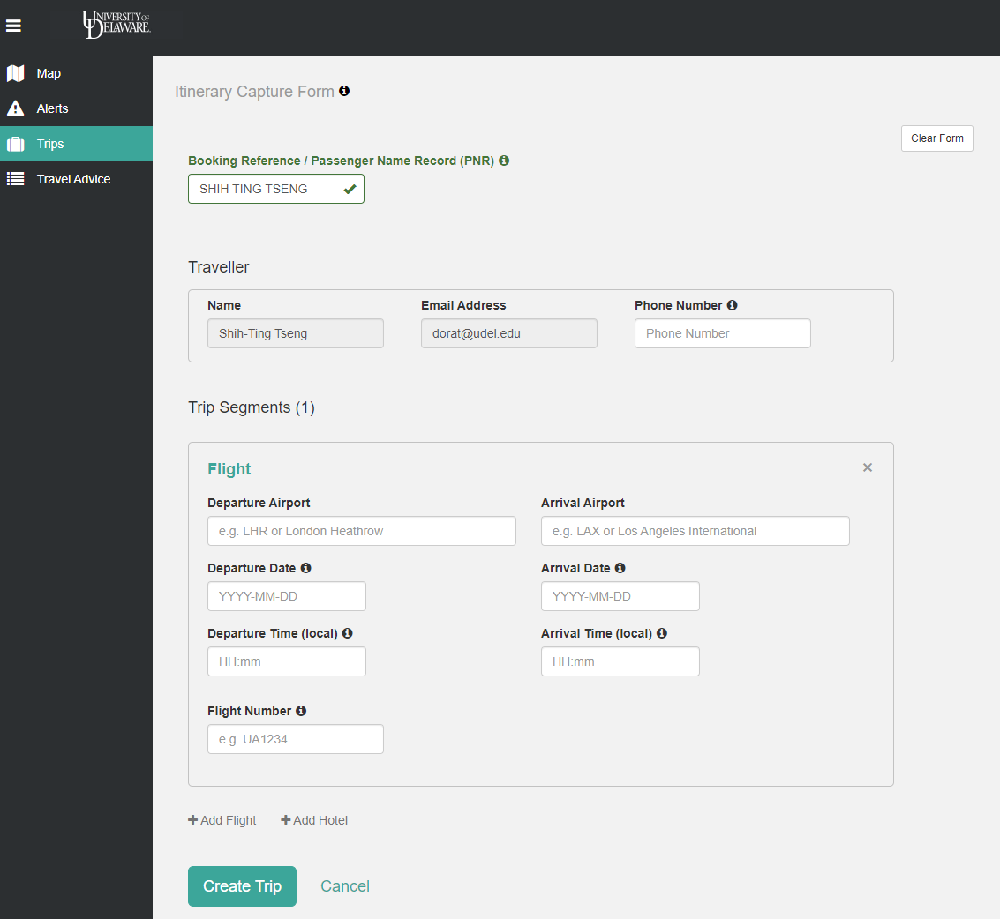 UNIVERSITY OF
DELAWARE.
Map
Alerts
Trips
Travel Advice
Itinerary Capture Form
Clear Form
Booking Reference / Passenger Name Record (PNR)
SHIH TING TSENG
Traveller
Name Email Address Phone Number
Shih-Ting Tseng dorat@udel.edu Phone Number
Trip Segments (1)
Flight ×
Departure Airport Arrival Airport
e.g. LHR or London Heathrow e.g. LAX or Los Angeles International
Departure Date Arrival Date
YYYY-MM-DD YYYY-MM-DD
Departure Time (local) Arrival Time (local)
HH:mm HH:mm
Flight Number
e.g. UA1234
+ Add Flight + Add Hotel
Create Trip Cancel